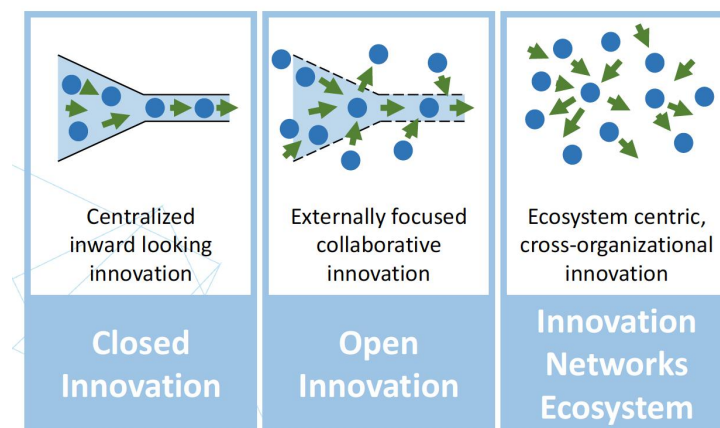 Centralized
inward looking
innovation
Closed
Innovation
Externally focused
collaborative
innovation
Open
Innovation
Ecosystem centric,
cross-organizational
innovation
Innovation
Networks
Ecosystem